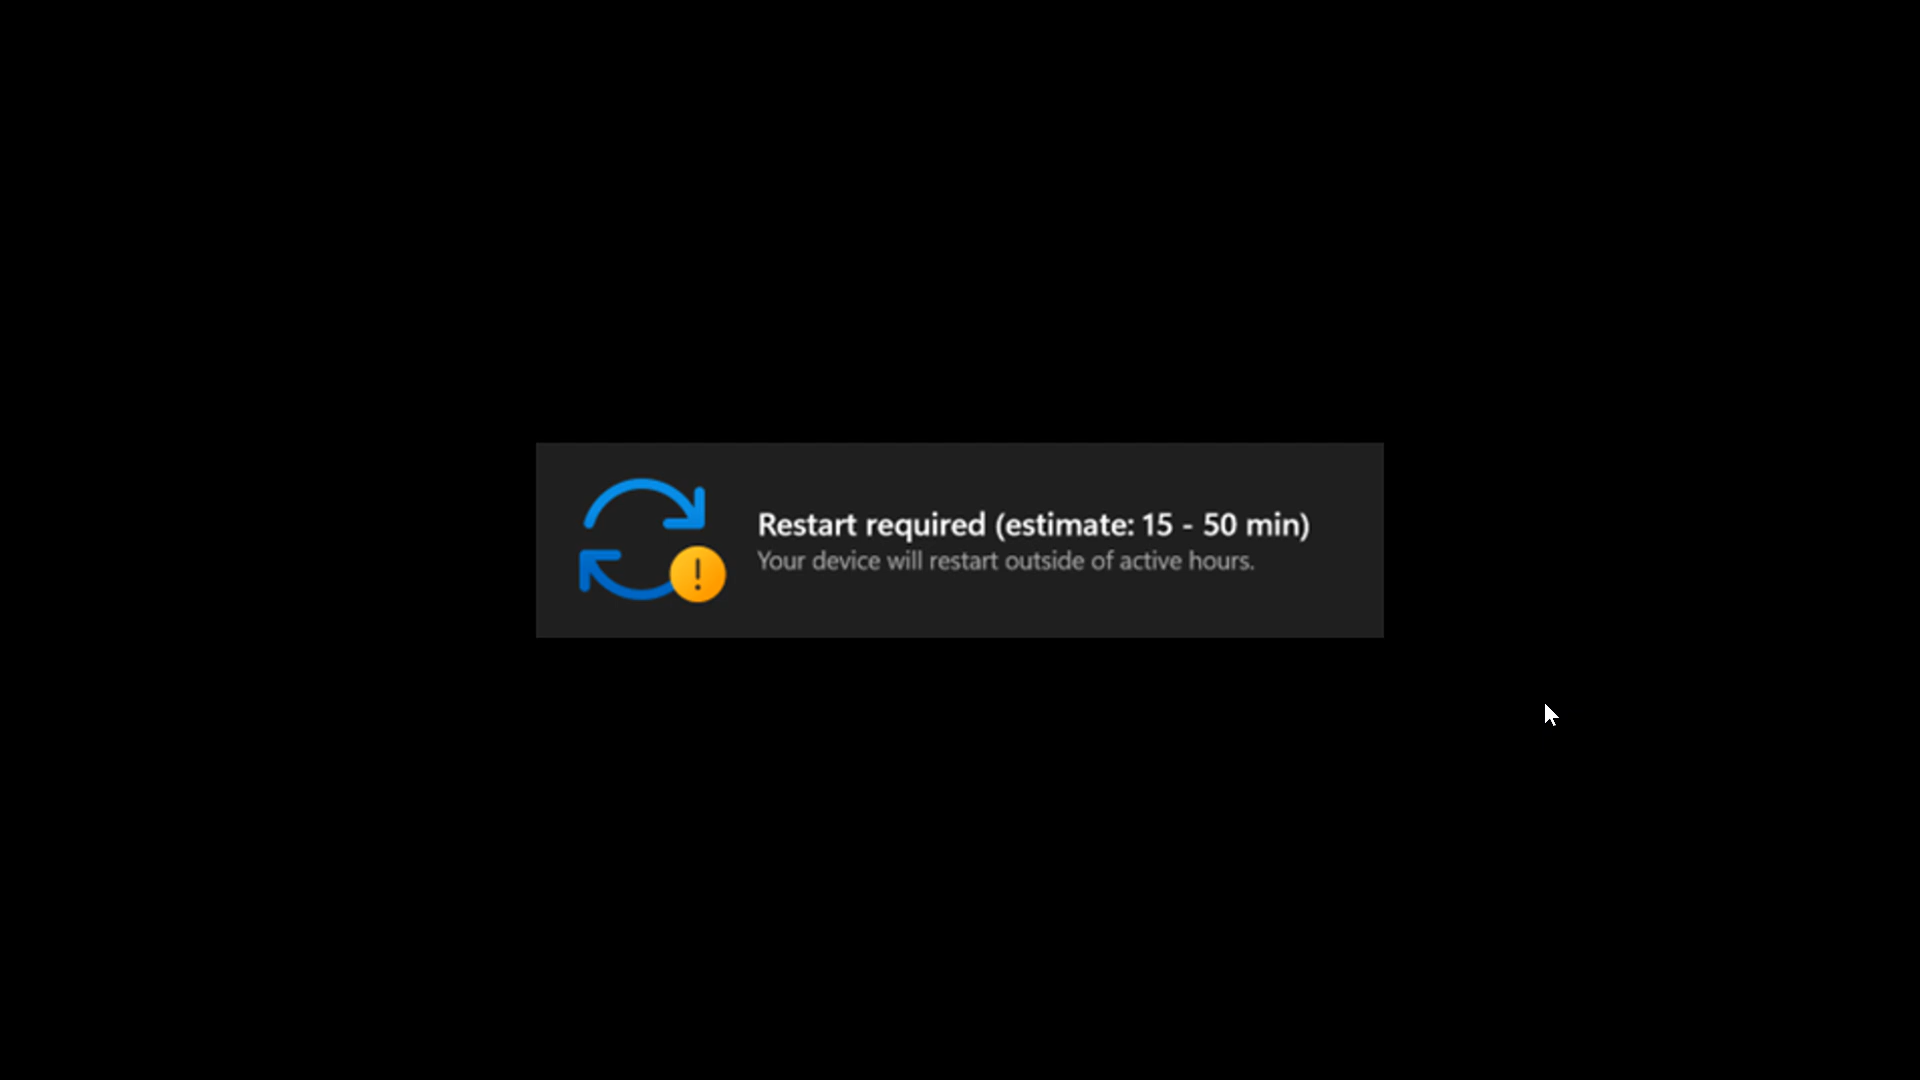 Restart required (estimate: 15 - 50 min)
Your device will restart outside of active hours.